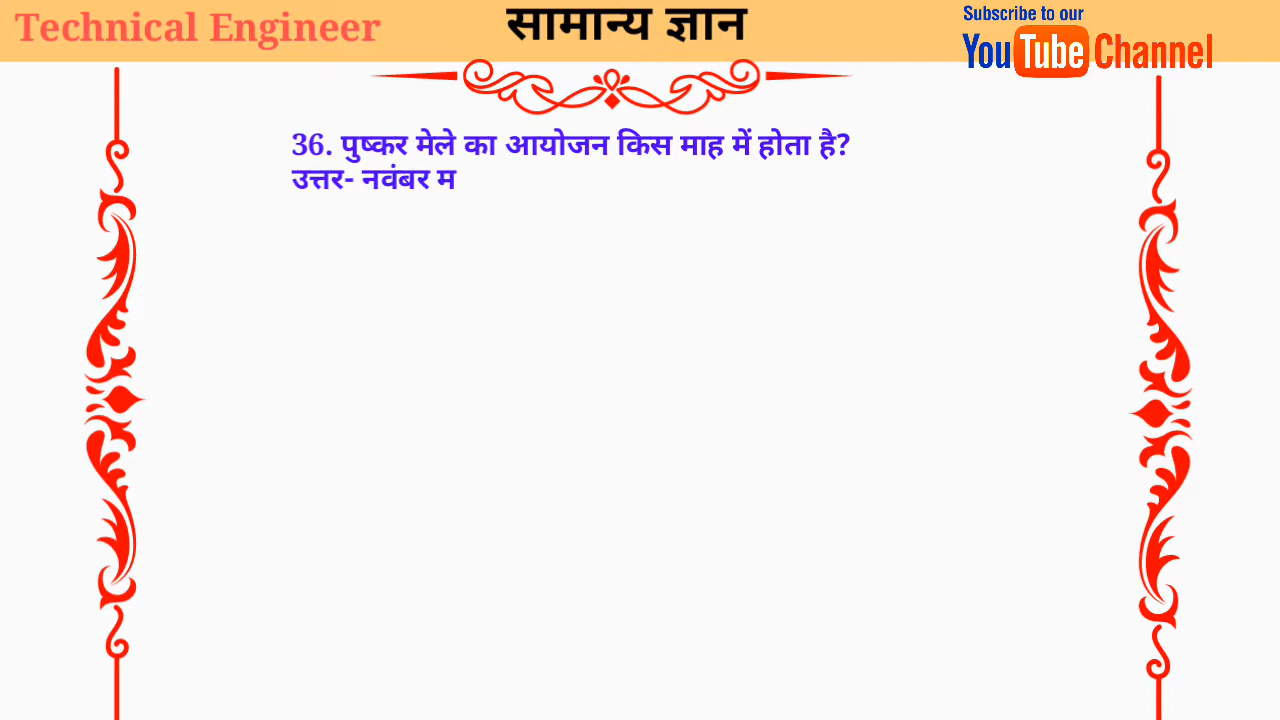 Technical Engineer
सामान्य ज्ञान
Subscribe to our
YouTube Channel
36. पुष्कर मेले का आयोजन किस माह में होता है?
उत्तर- नवंबर म